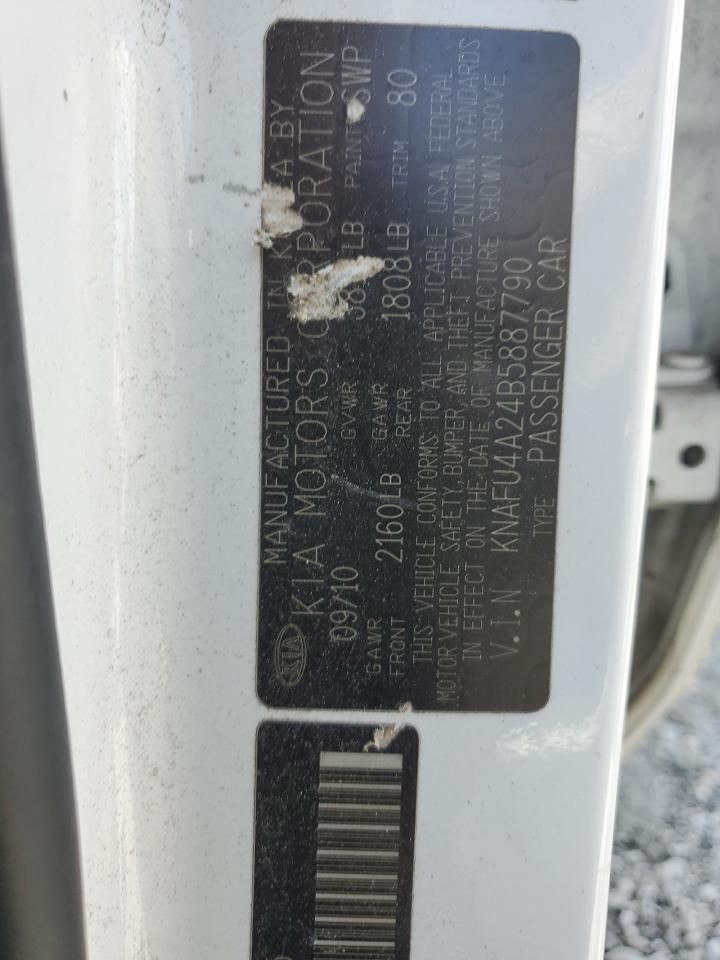 MANUFACTURED IN BY
KIA KIA MOTORS CORPORATION
09/10 GVWR LB PAINT SWP
GAWR FRONT 2160LB GAWR REAR 1808LB TRIM 80
THIS VEHICLE CONFORMS TO ALL APPLICABLE U.S.A. FEDERAL
MOTOR VEHICLE SAFETY, BUMPER AND THEFT PREVENTION STANDARDS
IN EFFECT ON THE DATE OF MANUFACTURE SHOWN ABOVE.
V.I.N KNAFU4A24B5887790
TYPE PASSENGER CAR